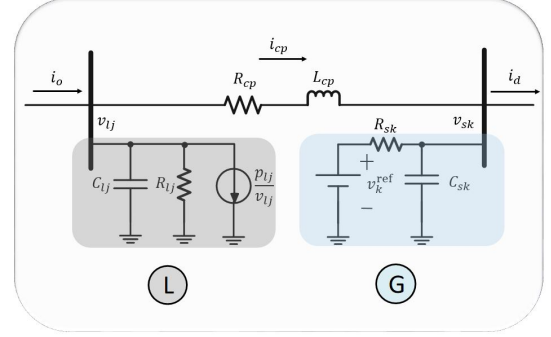 i_cp
i_o
R_cp
L_cp
i_d
v_lj
v_sk
R_sk
C_lj
R_lj
p_lj
v_lj
+
v_k^ref
−
C_sk
L
G